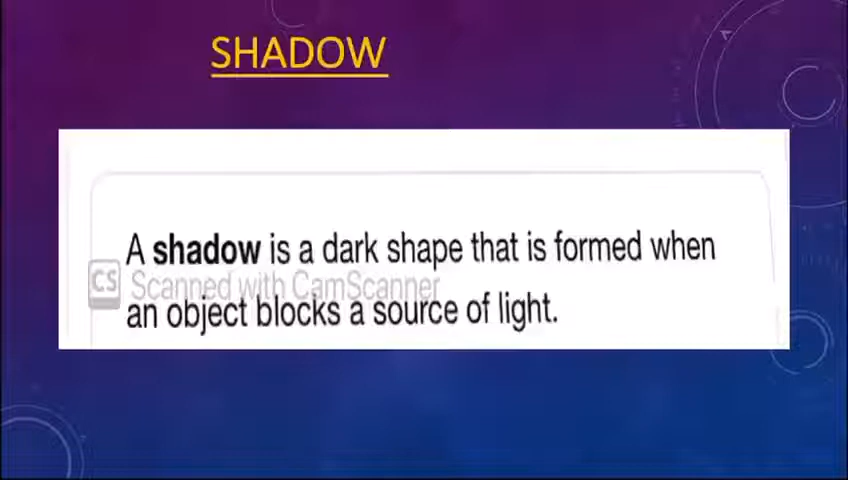 SHADOW
A shadow is a dark shape that is formed when
CS Scanned with CamScanner
an object blocks a source of light.